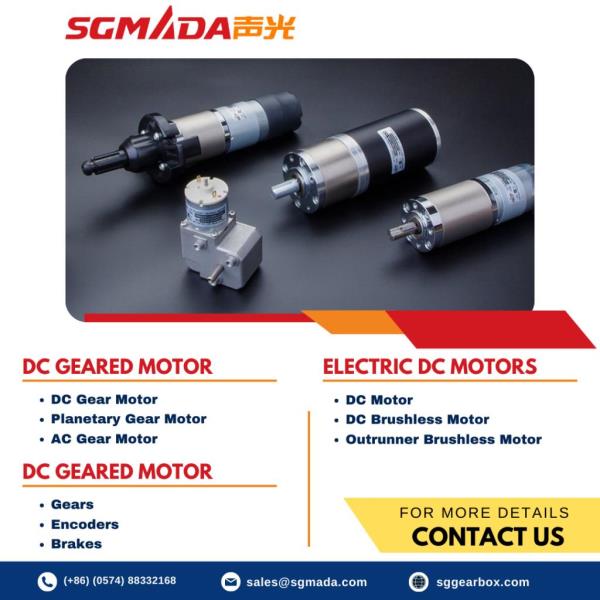 SGMADA声光
DC GEARED MOTOR
• DC Gear Motor
• Planetary Gear Motor
• AC Gear Motor
DC GEARED MOTOR
• Gears
• Encoders
• Brakes
ELECTRIC DC MOTORS
• DC Motor
• DC Brushless Motor
• Outrunner Brushless Motor
FOR MORE DETAILS
CONTACT US
(+86) (0574) 88332168
sales@sgmada.com
sggearbox.com